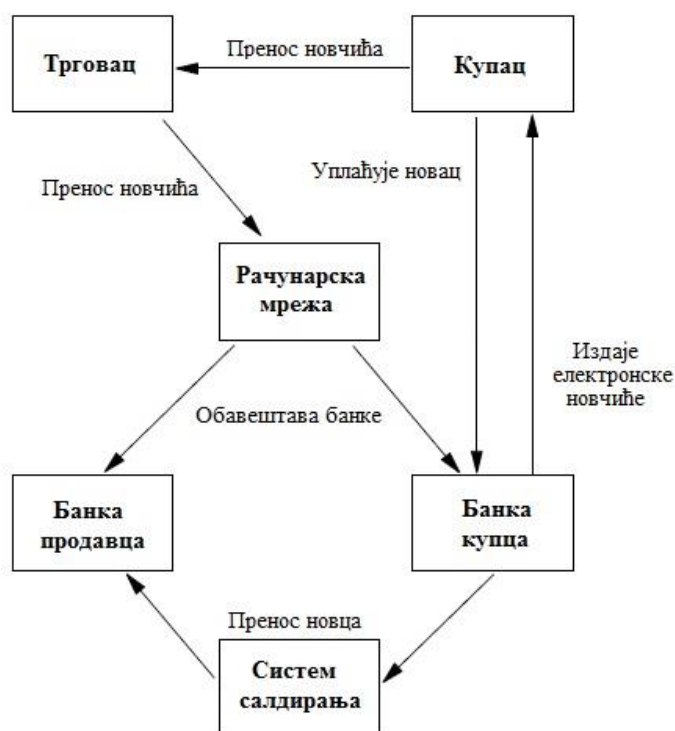 Пренос новчића
Трговац
Купац
Пренос новчића
Уплаћује новац
Рачунарска
мрежа
Издаје
електронске
новчиће
Обавештава банке
Банка
продавца
Банка
купца
Пренос новца
Систем
салдирања